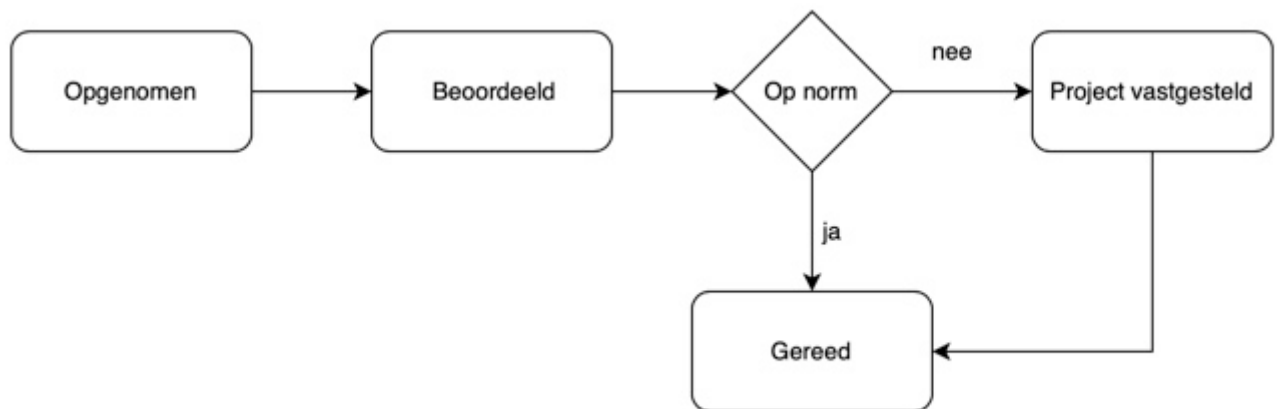 Opgenomen
Beoordeeld
Op norm
nee
Project vastgesteld
ja
Gereed